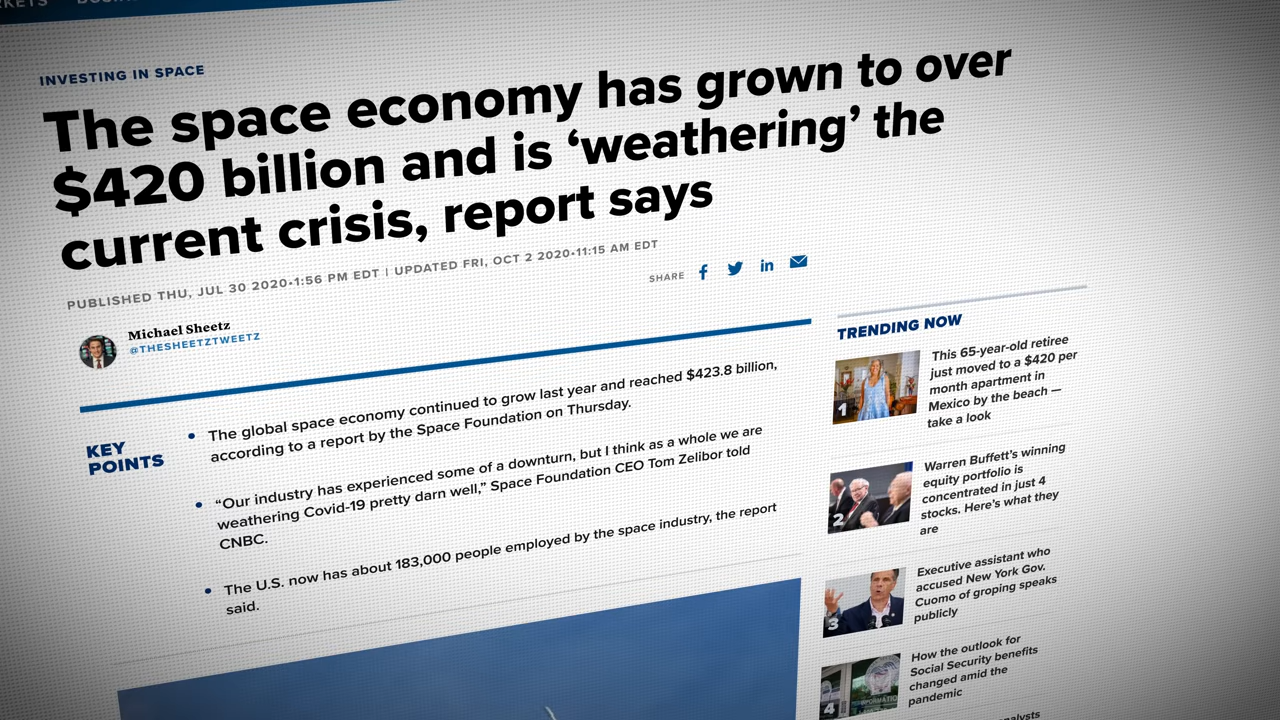 INVESTING IN SPACE
The space economy has grown to over
$420 billion and is ‘weathering’ the
current crisis, report says
PUBLISHED THU, JUL 30 2020•1:56 PM EDT | UPDATED FRI, OCT 2 2020•11:15 AM EDT
SHARE
Michael Sheetz
@THESHEETZTWEETZ
KEY
POINTS
• The global space economy continued to grow last year and reached $423.8 billion,
according to a report by the Space Foundation on Thursday.
• “Our industry has experienced some of a downturn, but I think as a whole we are
weathering Covid-19 pretty darn well,” Space Foundation CEO Tom Zelibor told
CNBC.
• The U.S. now has about 183,000 people employed by the space industry, the report
said.
TRENDING NOW
1
This 65-year-old retiree
just moved to a $420 per
month apartment in
Mexico by the beach —
take a look
2
Warren Buffett’s winning
equity portfolio is
concentrated in just 4
stocks. Here’s what they
are
3
Executive assistant who
accused New York Gov.
Cuomo of groping speaks
publicly
4
How the outlook for
Social Security benefits
changed amid the
pandemic